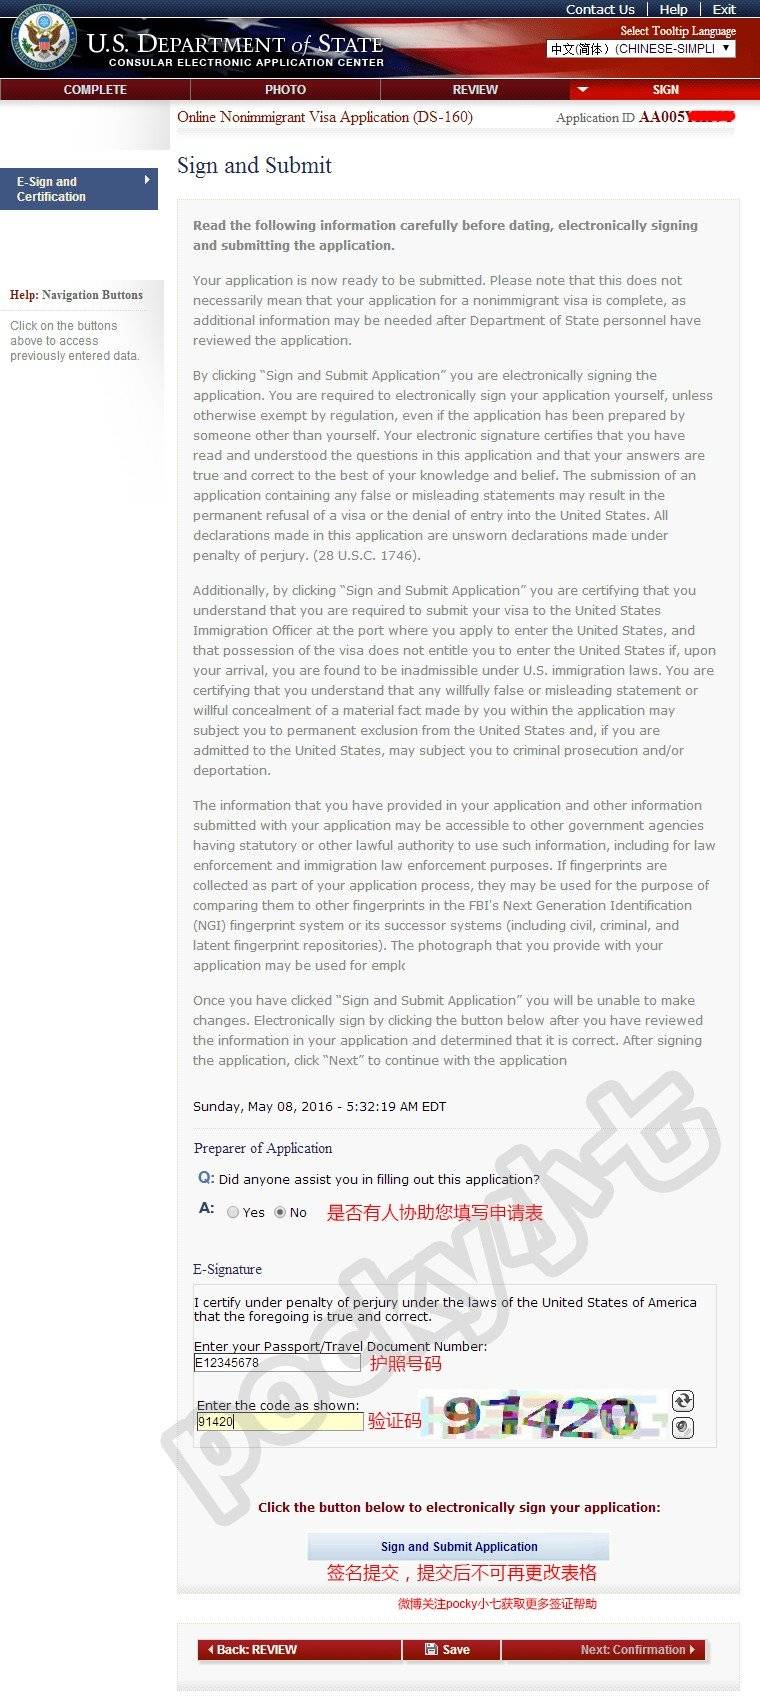 Contact Us | Help | Exit
Select Tooltip Language
U.S. DEPARTMENT of STATE
中文(简体) (CHINESE-SIMPLI
CONSULAR ELECTRONIC APPLICATION CENTER
COMPLETE PHOTO REVIEW SIGN
Online Nonimmigrant Visa Application (DS-160) Application ID AA005
Sign and Submit
E-Sign and
Certification
Help: Navigation Buttons
Click on the buttons
above to access
previously entered data.
Read the following information carefully before dating, electronically signing
and submitting the application.
Your application is now ready to be submitted. Please note that this does not
necessarily mean that your application for a nonimmigrant visa is complete, as
additional information may be needed after Department of State personnel have
reviewed the application.
By clicking “Sign and Submit Application” you are electronically signing the
application. You are required to electronically sign your application yourself, unless
otherwise exempt by regulation, even if the application has been prepared by
someone other than yourself. Your electronic signature certifies that you have
read and understood the questions in this application and that your answers are
true and correct to the best of your knowledge and belief. The submission of an
application containing any false or misleading statements may result in the
permanent refusal of a visa or the denial of entry into the United States. All
declarations made in this application are unsworn declarations made under
penalty of perjury. (28 U.S.C. 1746).
Additionally, by clicking “Sign and Submit Application” you are certifying that you
understand that you are required to submit your visa to the United States
Immigration Officer at the port where you apply to enter the United States, and
that possession of the visa does not entitle you to enter the United States if, upon
your arrival, you are found to be inadmissible under U.S. immigration laws. You are
certifying that you understand that any willfully false or misleading statement or
willful concealment of a material fact made by you within the application may
subject you to permanent exclusion from the United States and, if you are
admitted to the United States, may subject you to criminal prosecution and/or
deportation.
The information that you have provided in your application and other information
submitted with your application may be accessible to other government agencies
having statutory or other lawful authority to use such information, including for law
enforcement and immigration law enforcement purposes. If fingerprints are
collected as part of your application process, they may be used for the purpose of
comparing them to other fingerprints in the FBI's Next Generation Identification
(NGI) fingerprint system or its successor systems (including civil, criminal, and
latent fingerprint repositories). The photograph that you provide with your
application may be used for emplo
Once you have clicked “Sign and Submit Application” you will be unable to make
changes. Electronically sign by clicking the button below after you have reviewed
the information in your application and determined that it is correct. After signing
the application, click “Next” to continue with the application
Sunday, May 08, 2016 - 5:32:19 AM EDT
Preparer of Application
Q: Did anyone assist you in filling out this application?
A: Yes No 是否有人协助您填写申请表
E-Signature
I certify under penalty of perjury under the laws of the United States of America
that the foregoing is true and correct.
Enter your Passport/Travel Document Number:
E12345678 护照号码
Enter the code as shown:
91420 验证码 91420
pocky小七
Click the button below to electronically sign your application:
Sign and Submit Application
签名提交，提交后不可再更改表格
微博关注pocky小七获取更多签证帮助
Back: REVIEW Save Next: Confirmation